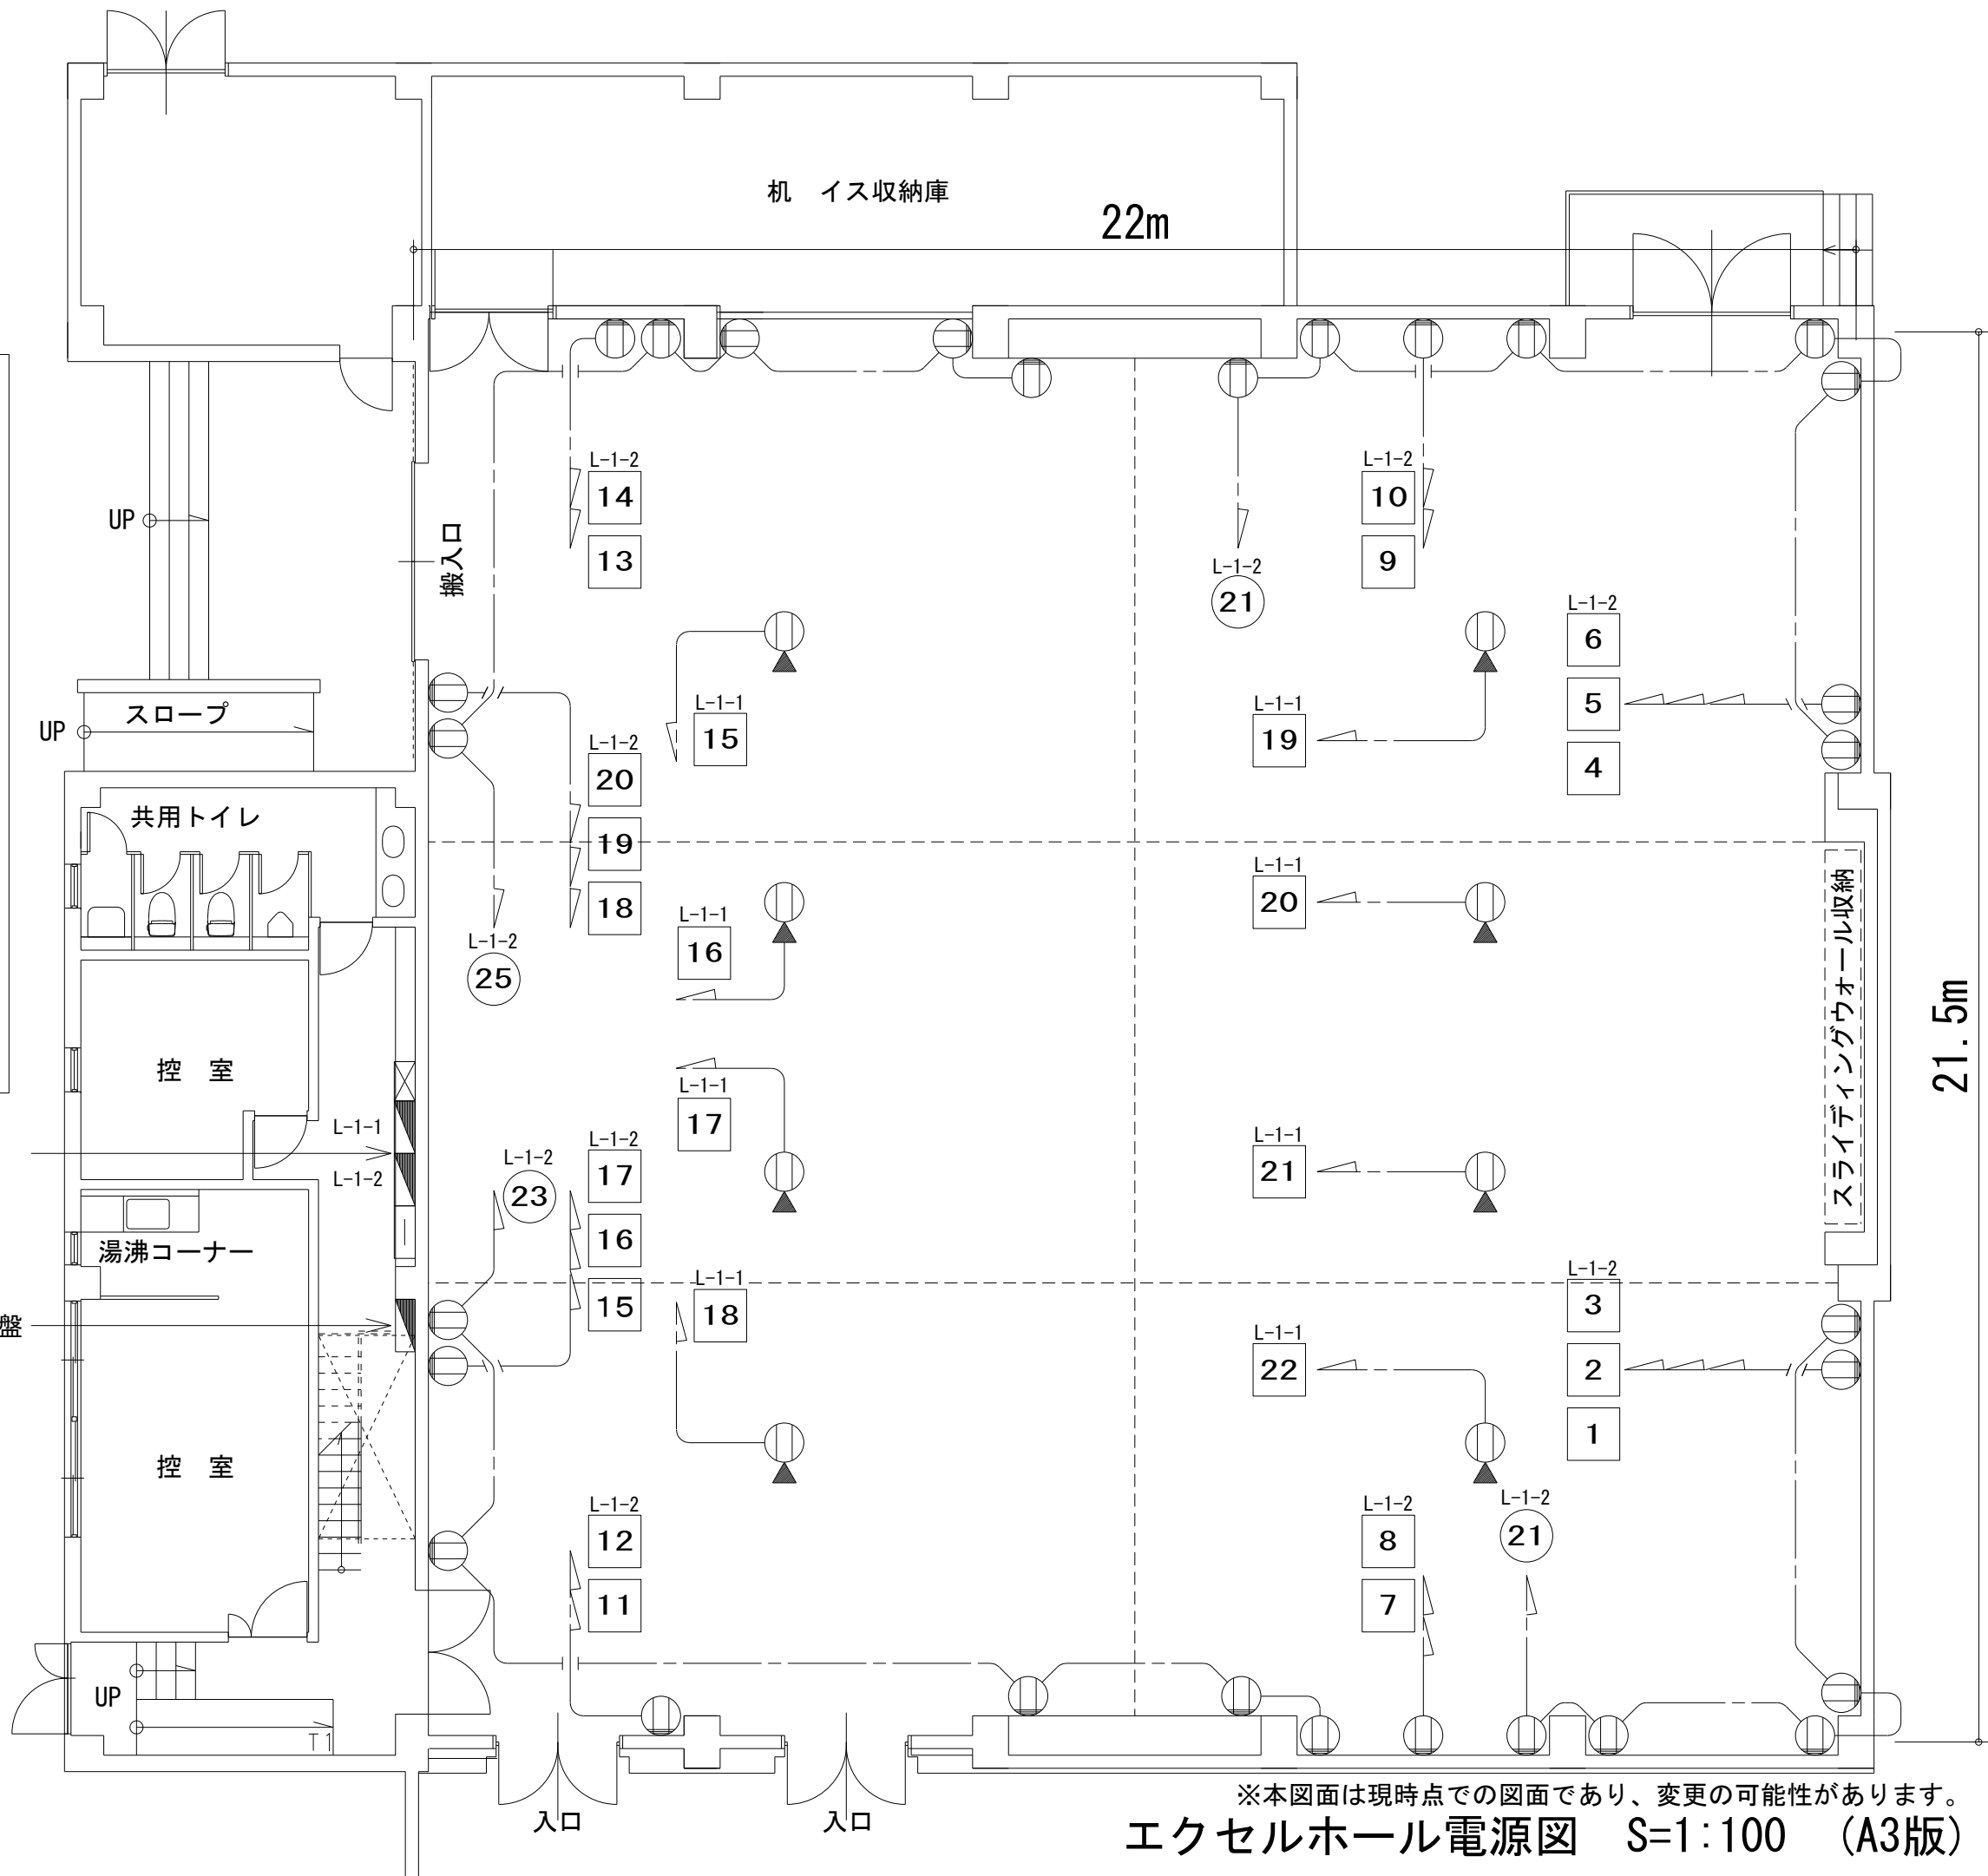 机　イス収納庫
22m
L-1-2
14
13
L-1-2
10
9
UP
搬入口
L-1-2
21
L-1-2
6
5
4
L-1-1
15
L-1-1
19
スロープ
UP
L-1-2
20
19
18
共用トイレ
L-1-1
20
L-1-1
16
L-1-2
25
スライディングウォール収納
21.5m
控　室
L-1-1
L-1-2
L-1-1
17
L-1-2
23
L-1-2
17
16
15
L-1-1
21
湯沸コーナー
盤
L-1-1
18
L-1-1
22
L-1-2
3
2
1
控　室
L-1-2
12
11
L-1-2
8
7
L-1-2
21
UP
T1
入口
入口
※本図面は現時点での図面であり、変更の可能性があります。
エクセルホール電源図　S=1:100　(A3版)